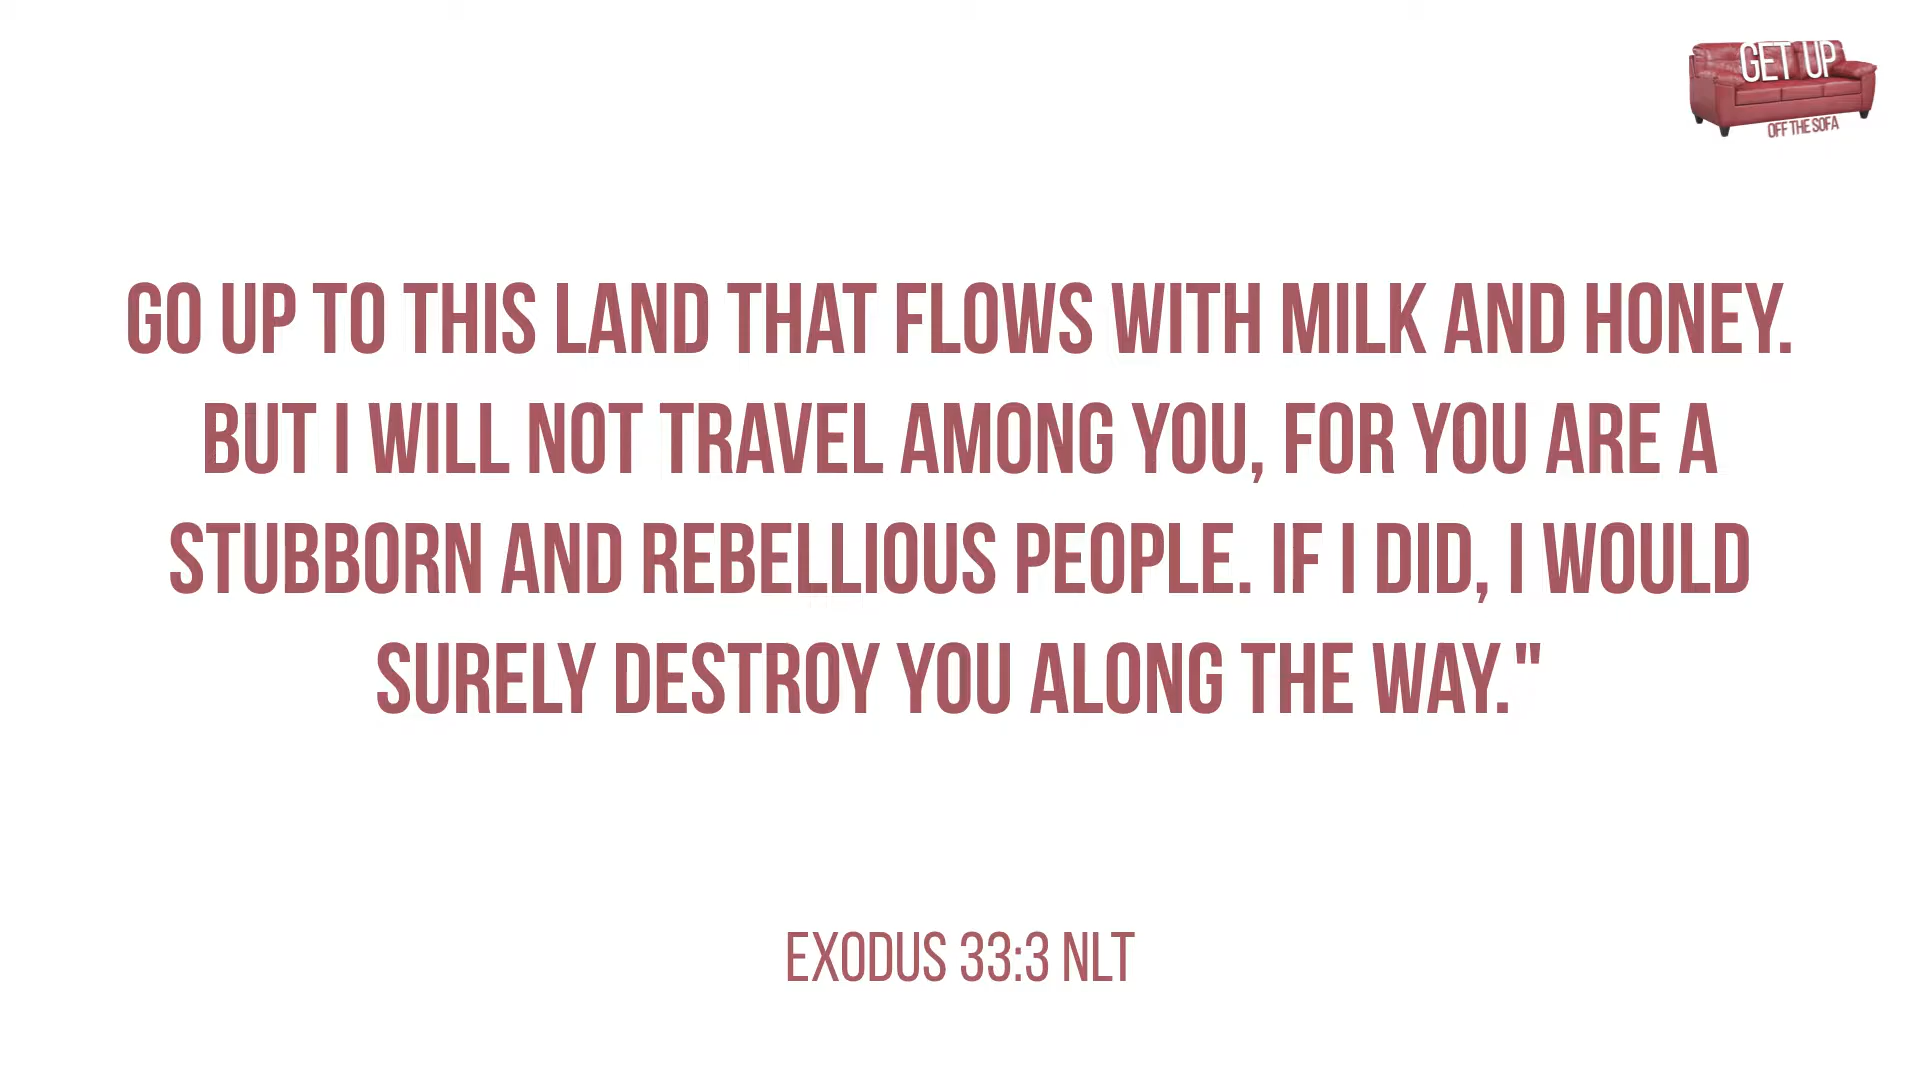 GET UP
OFF THE SOFA
GO UP TO THIS LAND THAT FLOWS WITH MILK AND HONEY.
BUT I WILL NOT TRAVEL AMONG YOU, FOR YOU ARE A
STUBBORN AND REBELLIOUS PEOPLE. IF I DID, I WOULD
SURELY DESTROY YOU ALONG THE WAY."
EXODUS 33:3 NLT